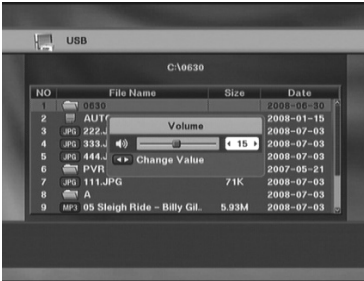 USB
C:\0630
NO File Name Size Date
1 0630 2008-06-30
2 AUT 2008-01-15
3 JPG 222.J 2008-07-03
4 JPG 333.J 2008-07-03
5 JPG 444.J 2008-07-03
6 PVR 2007-05-21
7 JPG 111.JPG 71K 2008-07-03
8 A 2008-07-03
9 MP3 05 Sleigh Ride – Billy Gil.. 5.93M 2008-07-03
Volume
15
Change Value